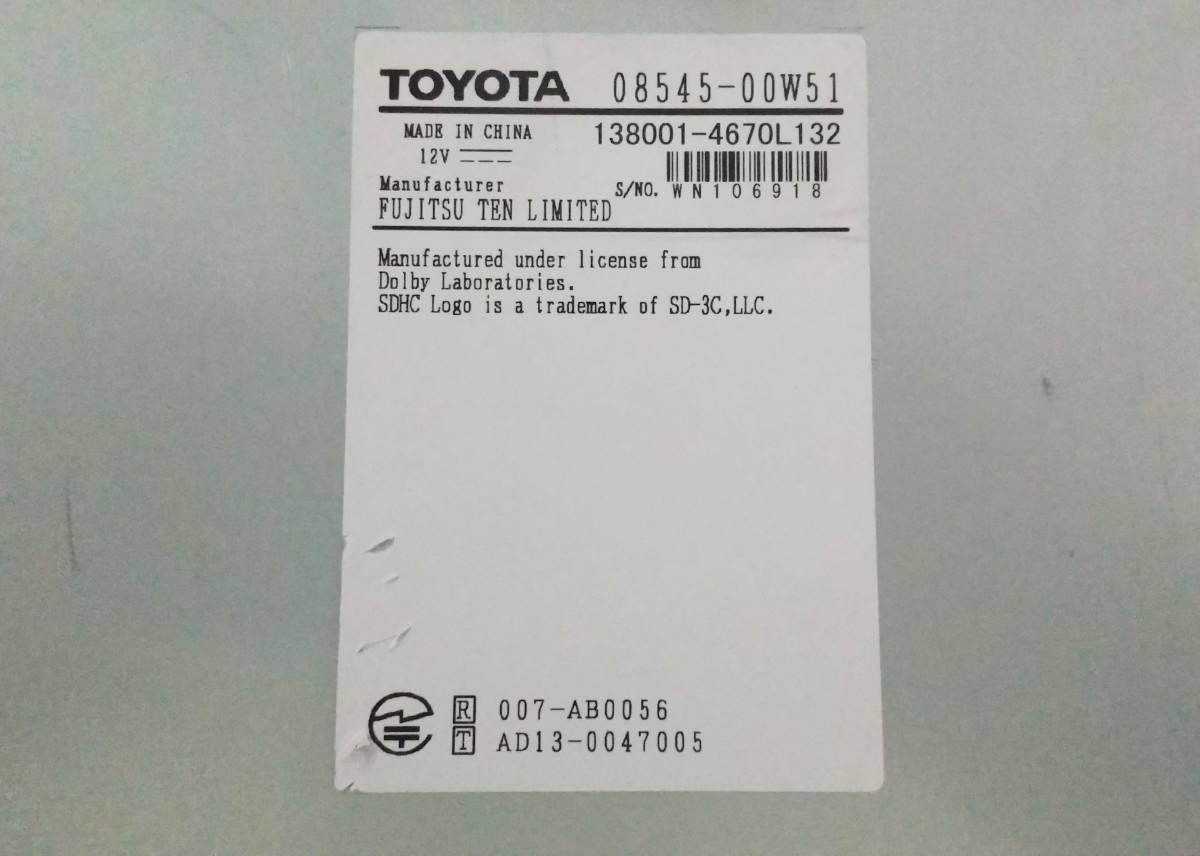 TOYOTA 08545-00W51
MADE IN CHINA 138001-4670L132
12V
Manufacturer S/NO. WN106918
FUJITSU TEN LIMITED
Manufactured under license from
Dolby Laboratories.
SDHC Logo is a trademark of SD-3C,LLC.
R 007-AB0056
T AD13-0047005